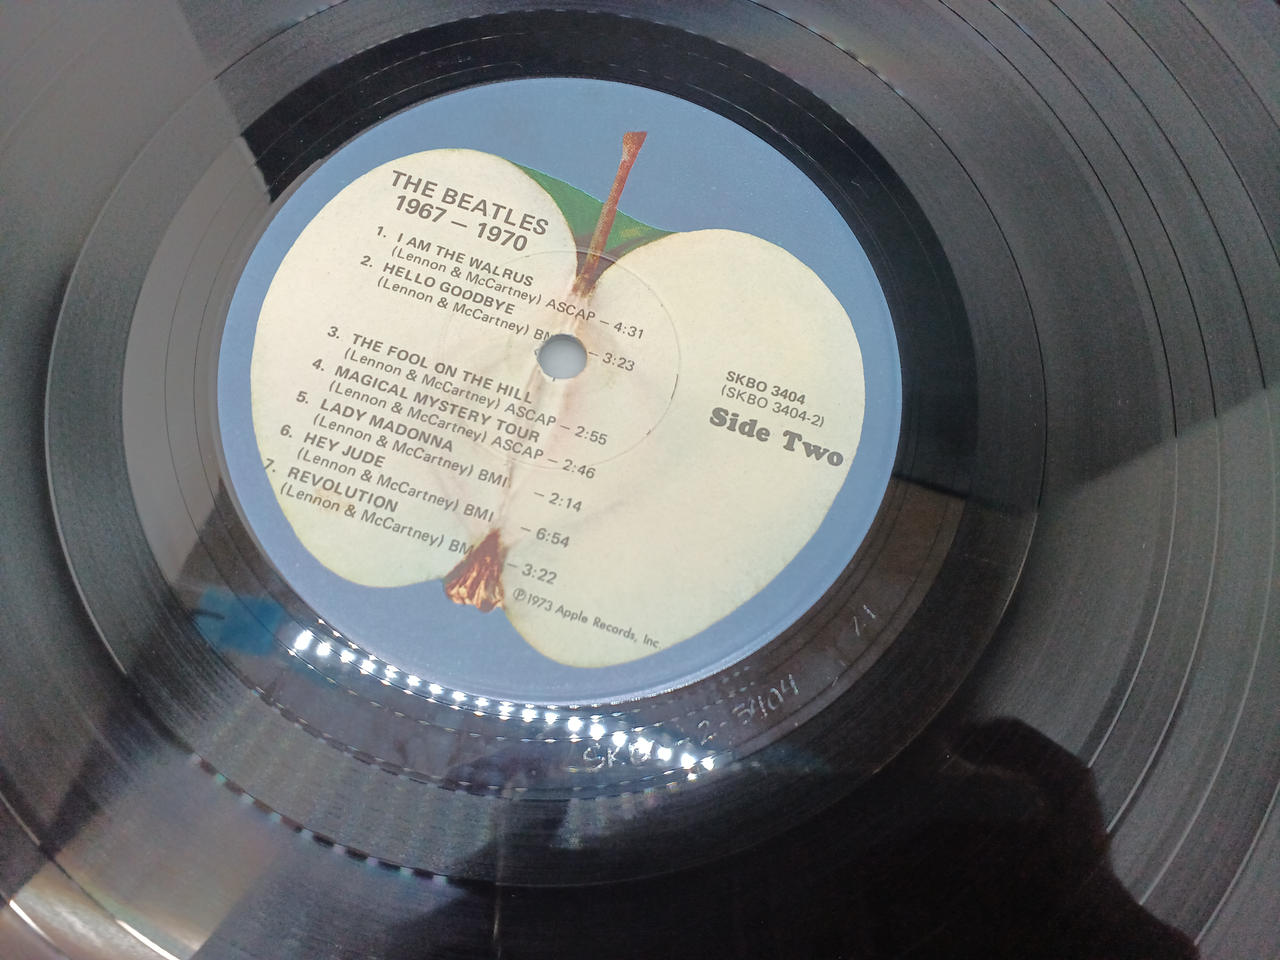 THE BEATLES
1967 — 1970
1. I AM THE WALRUS
(Lennon & McCartney) ASCAP — 4:31
2. HELLO GOODBYE
(Lennon & McCartney) — 3:23
3. THE FOOL ON THE HILL
(Lennon & McCartney) ASCAP — 2:55
4. MAGICAL MYSTERY TOUR
(Lennon & McCartney) ASCAP — 2:46
5. LADY MADONNA
(Lennon & McCartney) BMI — 2:14
6. HEY JUDE
(Lennon & McCartney) BMI — 6:54
7. REVOLUTION
(Lennon & McCartney) — 3:22
SKBO 3404
(SKBO 3404-2)
Side Two
℗1973 Apple Records, Inc.
2-3404